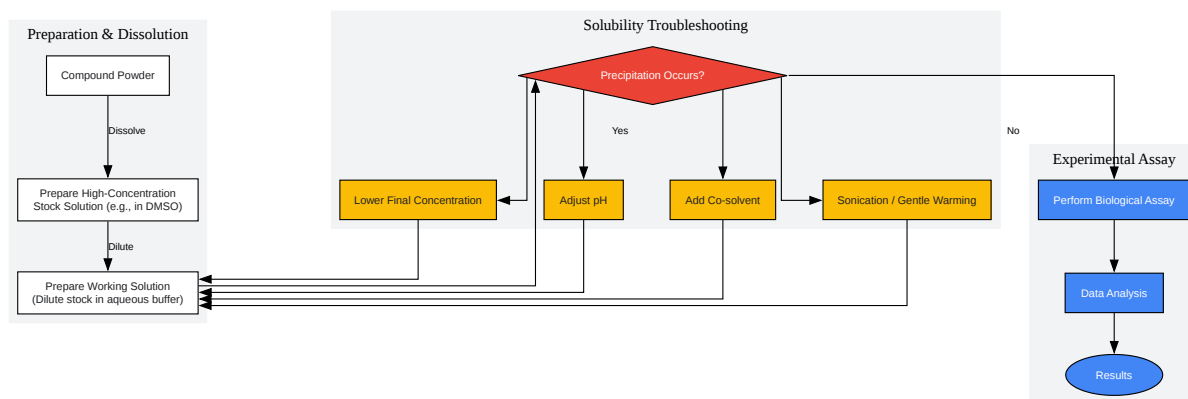 Preparation & Dissolution
Compound Powder
Dissolve
Prepare High-Concentration
Stock Solution (e.g., in DMSO)
Dilute
Prepare Working Solution
(Dilute stock in aqueous buffer)
Solubility Troubleshooting
Precipitation Occurs?
Yes
No
Lower Final Concentration
Adjust pH
Add Co-solvent
Sonication / Gentle Warming
Experimental Assay
Perform Biological Assay
Data Analysis
Results